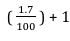 (1.7/100) + 1